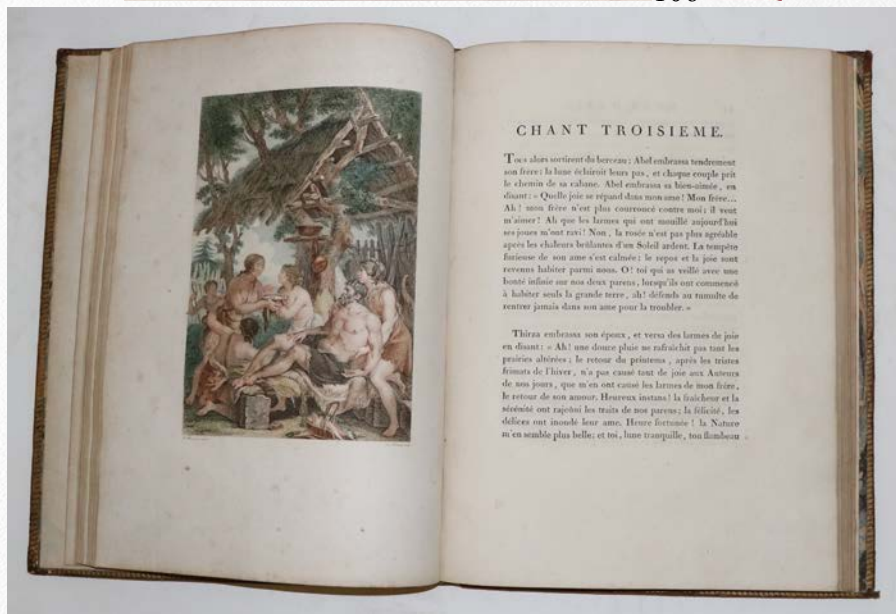 CHANT TROISIEME.
Tous alors sortirent du berceau : Abel embrassa tendrement
son frère : la lune éclairoit leurs pas, et chaque couple prit
le chemin de sa cabane. Abel embrassa sa bien-aimée, en
disant : « Quelle joie se répand dans mon ame ! Mon frère...
Ah ! mon frère n'est plus courroucé contre moi ; il veut
m'aimer ! Ah que les larmes qui ont mouillé aujourd'hui
ses joues m'ont ravi ! Non, la rosée n'est pas plus agréable
après les chaleurs brûlantes d'un Soleil ardent. La tempête
furieuse de son ame s'est calmée ; le repos et la joie sont
revenus habiter parmi nous. O ! toi qui as veillé avec une
bonté infinie sur nos deux parens, lorsqu'ils ont commencé
à habiter seuls la grande terre, ah ! défends au tumulte de
rentrer jamais dans son ame pour la troubler. »
Thirza embrassa son époux, et versa des larmes de joie
en disant : « Ah ! une douce pluie ne rafraîchit pas tant les
prairies altérées ; le retour du printems, après les tristes
frimats de l'hiver, n'a pas causé tant de joie aux Auteurs
de nos jours, que m'en ont causé les larmes de mon frère,
le retour de son amour. Heureux instans ! la fraîcheur et la
sérénité ont rajeûni les traits de nos parens ; la félicité, les
délices ont inondé leur ame. Heure fortunée ! la Nature
m'en semble plus belle ; et toi, lune tranquille, ton flambeau